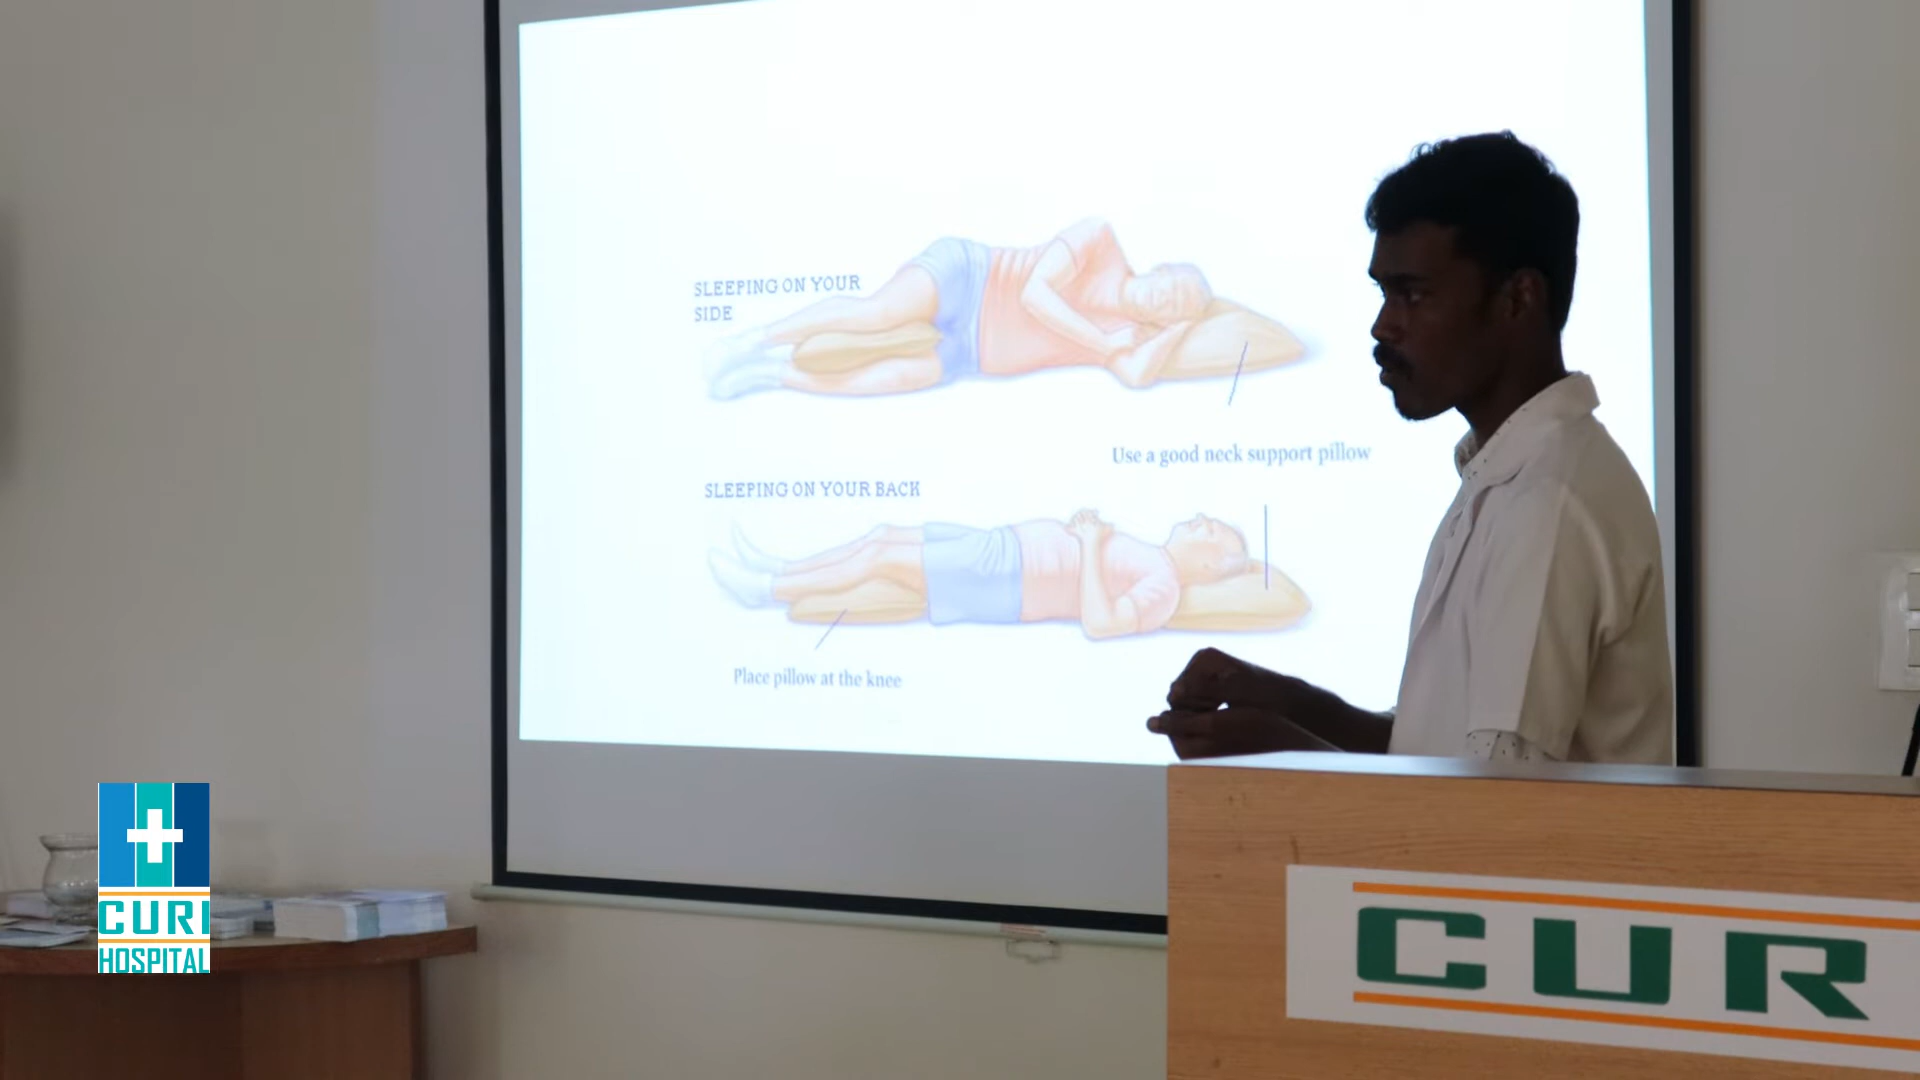 SLEEPING ON YOUR
SIDE
Use a good neck support pillow
SLEEPING ON YOUR BACK
Place pillow at the knee
CURI
HOSPITAL
CUR